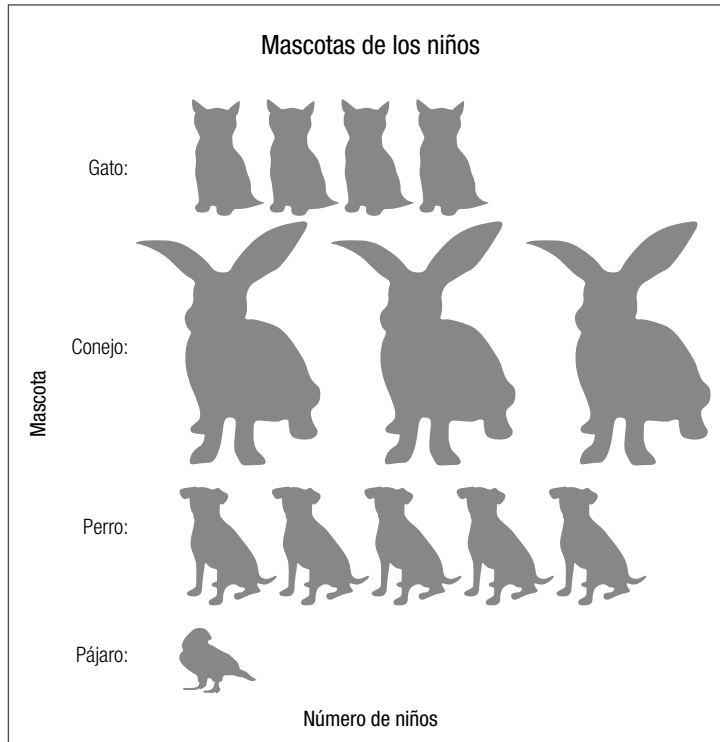 Mascotas de los niños
Gato:
Conejo:
Mascota
Perro:
Pájaro:
Número de niños